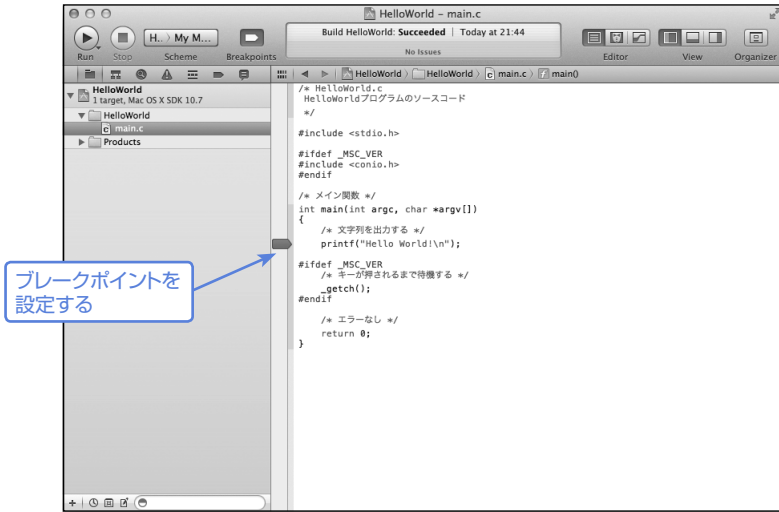 HelloWorld – main.c
Run
Stop
H.. 〉 My M...
Scheme
Breakpoints
Build HelloWorld: Succeeded | Today at 21:44
No Issues
Editor
View
Organizer
HelloWorld 〉 HelloWorld 〉 c main.c 〉 main()
HelloWorld
1 target, Mac OS X SDK 10.7
HelloWorld
c main.c
Products
/* HelloWorld.c
HelloWorldプログラムのソースコード
*/
#include <stdio.h>
#ifdef _MSC_VER
#include <conio.h>
#endif
/* メイン関数 */
int main(int argc, char *argv[])
{
/* 文字列を出力する */
printf("Hello World!\n");
#ifdef _MSC_VER
/* キーが押されるまで待機する */
_getch();
#endif
/* エラーなし */
return 0;
}
ブレークポイントを
設定する